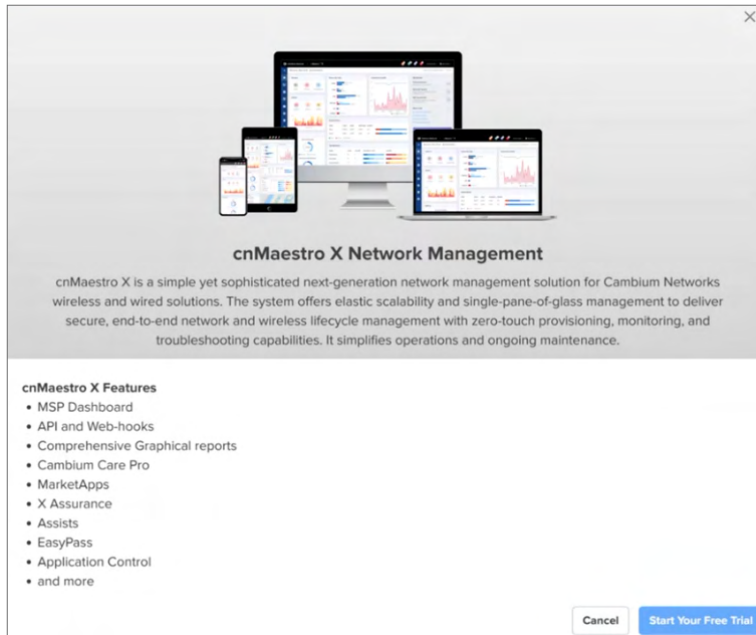 cnMaestro X Network Management
cnMaestro X is a simple yet sophisticated next-generation network management solution for Cambium Networks
wireless and wired solutions. The system offers elastic scalability and single-pane-of-glass management to deliver
secure, end-to-end network and wireless lifecycle management with zero-touch provisioning, monitoring, and
troubleshooting capabilities. It simplifies operations and ongoing maintenance.
cnMaestro X Features
• MSP Dashboard
• API and Web-hooks
• Comprehensive Graphical reports
• Cambium Care Pro
• MarketApps
• X Assurance
• Assists
• EasyPass
• Application Control
• and more
Cancel
Start Your Free Trial